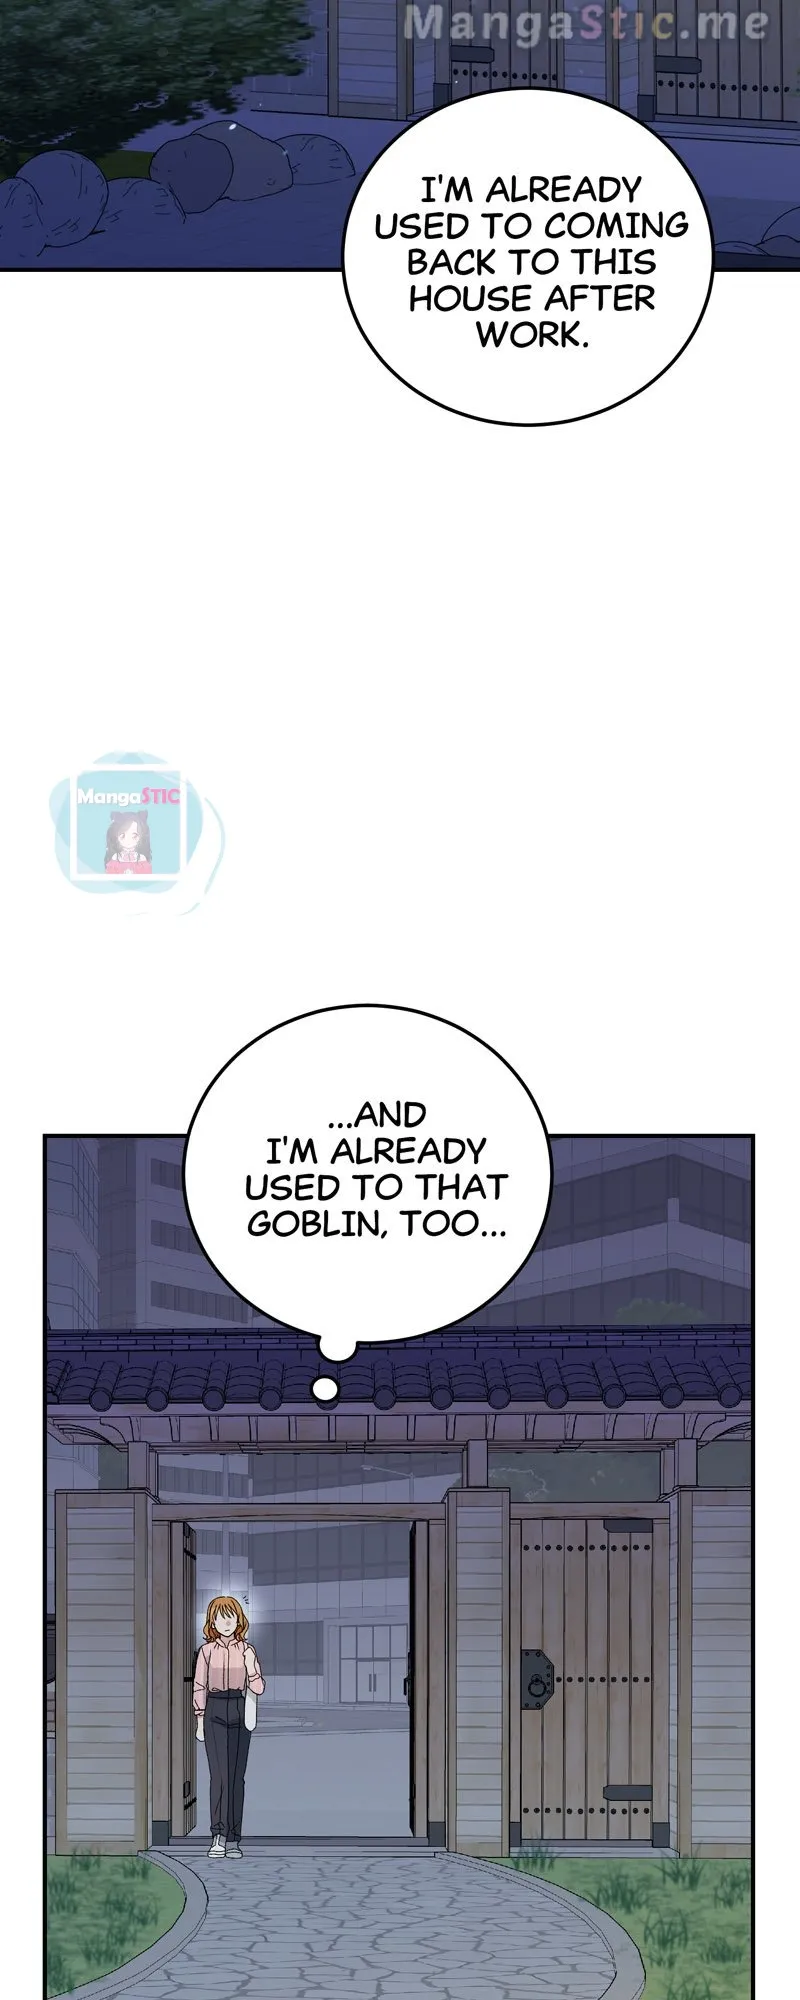 MangaStic.me
I'M ALREADY
USED TO COMING
BACK TO THIS
HOUSE AFTER
WORK.
MangaSTIC
...AND
I'M ALREADY
USED TO THAT
GOBLIN, TOO...